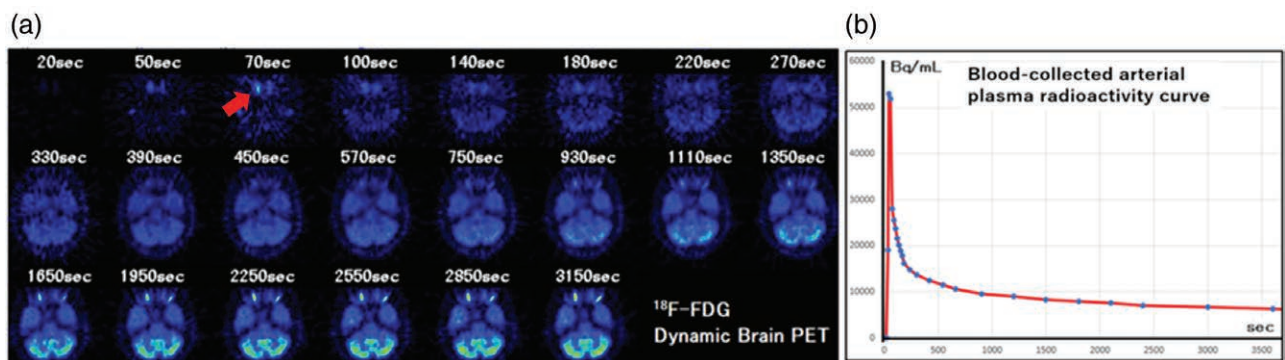 (a)
20sec 50sec 70sec 100sec 140sec 180sec 220sec 270sec
330sec 390sec 450sec 570sec 750sec 930sec 1110sec 1350sec
1650sec 1950sec 2250sec 2550sec 2850sec 3150sec
18F-FDG
Dynamic Brain PET
(b)
60000
Bq/mL
Blood-collected arterial
plasma radioactivity curve
50000
40000
30000
20000
10000
0
sec
0 500 1000 1500 2000 2500 3000 3500